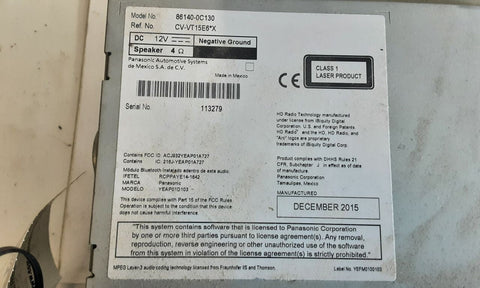 Model No. 86140-0C130
Ref. No. CV-VT15E6*X
DC 12V Negative Ground
Speaker 4 Ω
Panasonic Automotive Systems
de Mexico S.A. de C.V.
Made in Mexico
CLASS 1
LASER PRODUCT
CE
Serial No. 113279
HD Radio Technology manufactured
under license from iBiquity Digital
Corporation. U.S. and Foreign Patents.
HD Radio™ and the HD, HD Radio, and
"Arc" logos are proprietary
trademarks of iBiquity Digital Corp.
Contains FCC ID: ACJ932YEAP01A737
Contains IC: 216J-YEAP01A737
Módulo Bluetooth instalado adentro de este auto
IFETEL RCPPAYE14-1842
MARCA Panasonic
MODELO YEAP01D103
Product complies with DHHS Rules 21
CFR, Subchapter J in effect as of date
of manufacture.
Panasonic Corporation
Tamaulipas, Mexico
MANUFACTURED
DECEMBER 2015
This device complies with Part 15 of the FCC Rules
Operation is subject to the condition that this device
does not cause harmful interference.
"This system contains software that is licensed to Panasonic Corporation
by one or more third parties pursuant to license agreement(s). Any removal,
reproduction, reverse engineering or other unauthorized use of the software
from this system in violation of license agreement(s) is strictly prohibited."
MPEG Layer-3 audio coding technology licensed from Fraunhofer IIS and Thomson.
Label No. YEFM0100103